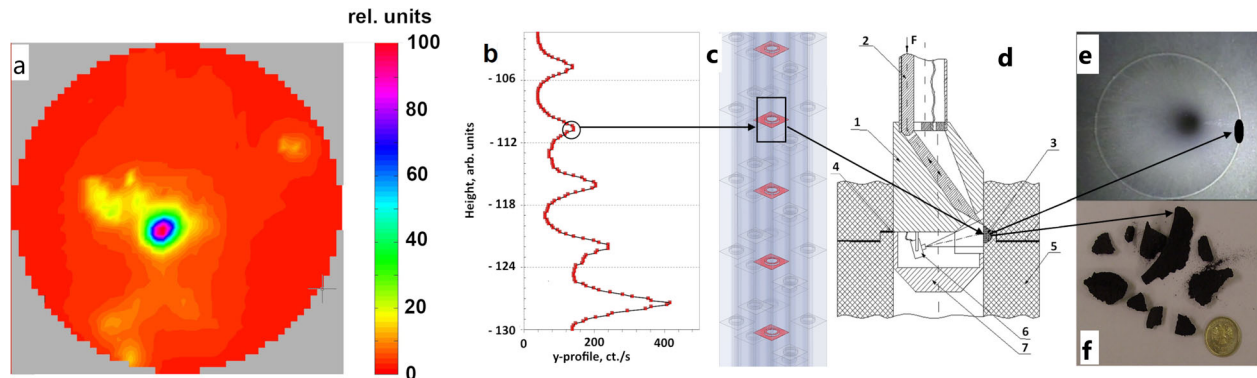 a
rel. units
100
80
60
40
20
0
b
Height, arb. units
- 106
- 112
- 118
- 124
- 130
0
200
400
y-profile, ct./s
c
d
2
F
1
3
4
5
6
7
e
f